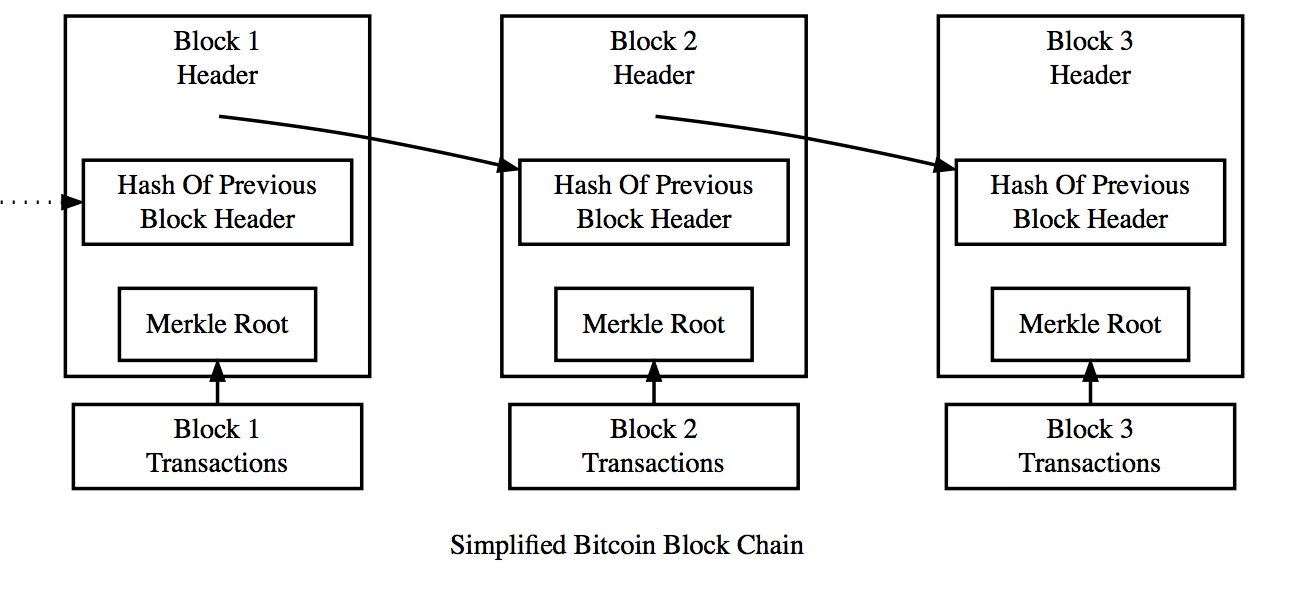 Block 1
Header
Hash Of Previous
Block Header
Merkle Root
Block 1
Transactions
Block 2
Header
Hash Of Previous
Block Header
Merkle Root
Block 2
Transactions
Block 3
Header
Hash Of Previous
Block Header
Merkle Root
Block 3
Transactions
Simplified Bitcoin Block Chain